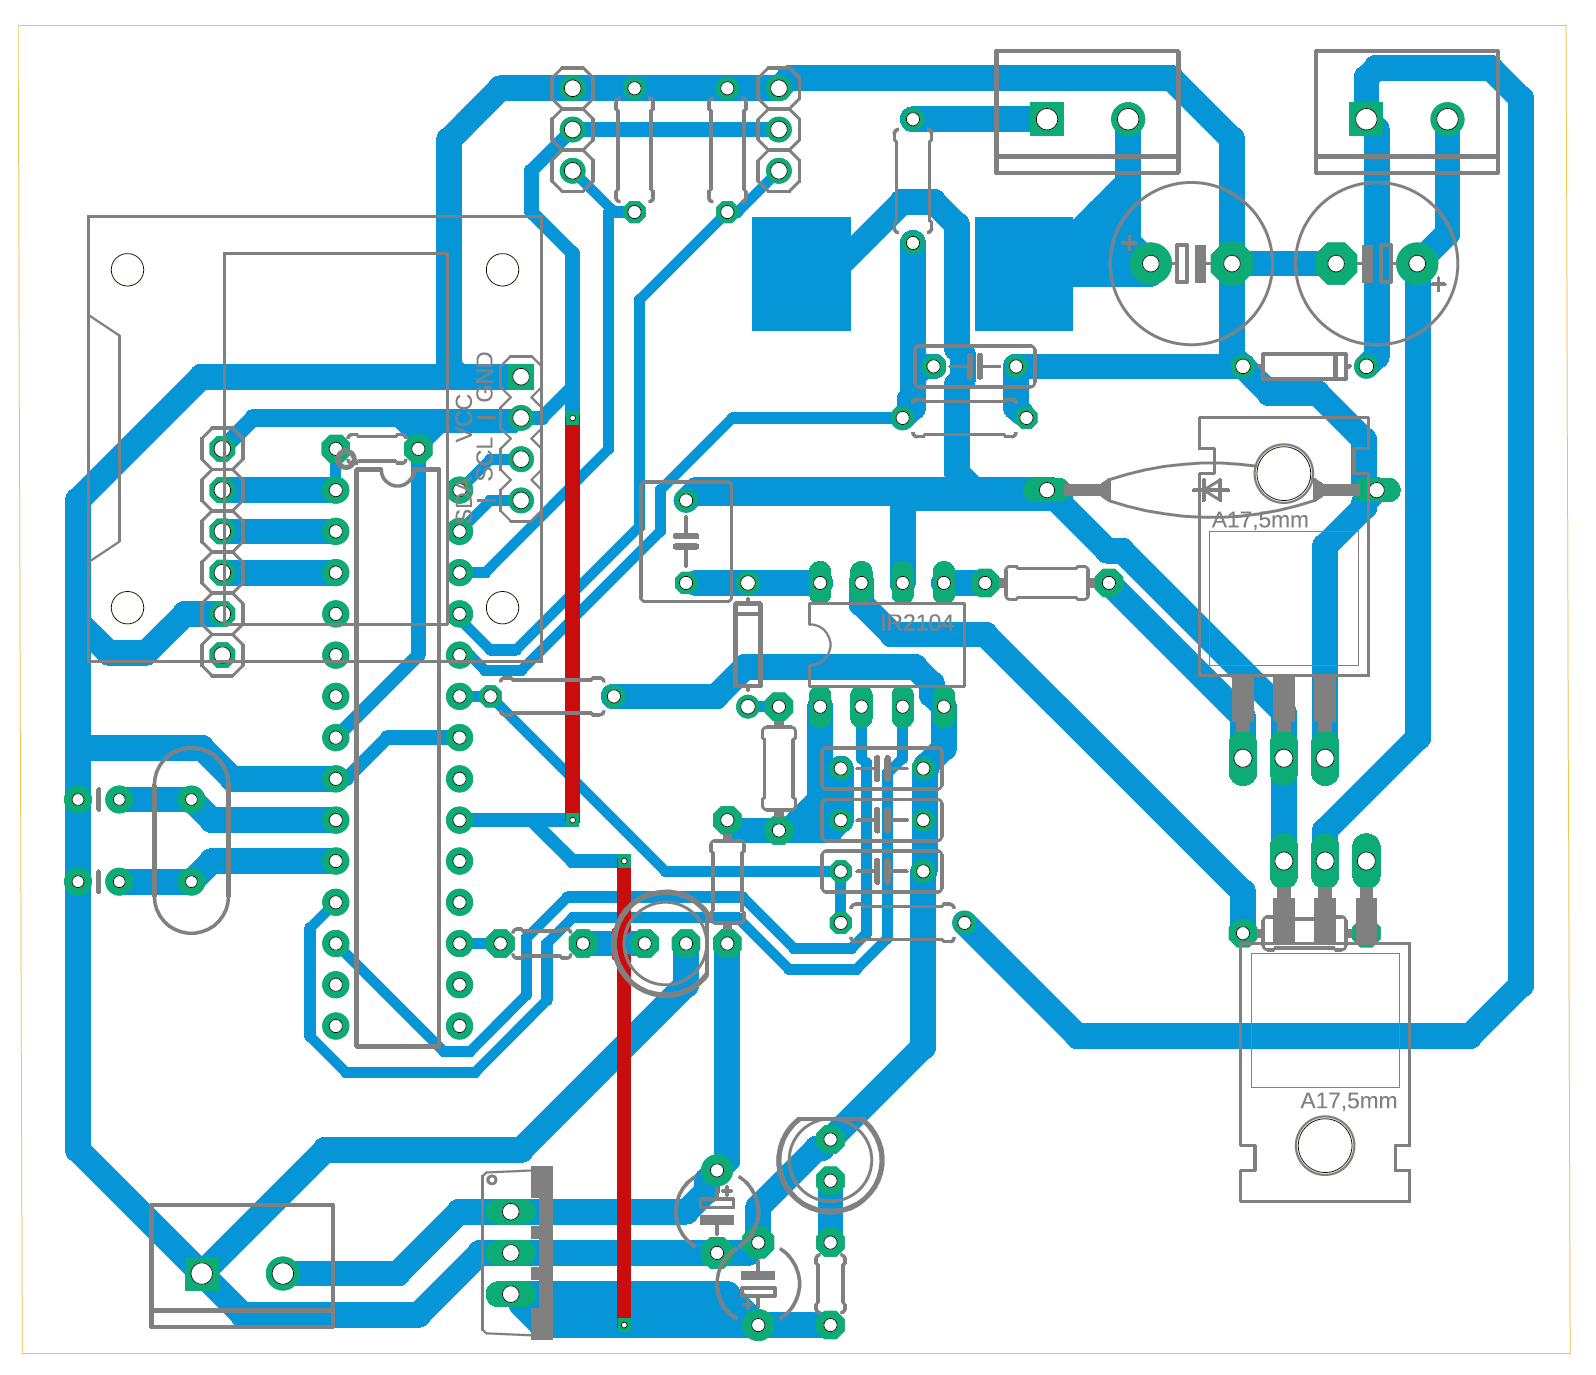 GND
VCC
SCL
SDA
A17,5mm
IR2104
A17,5mm